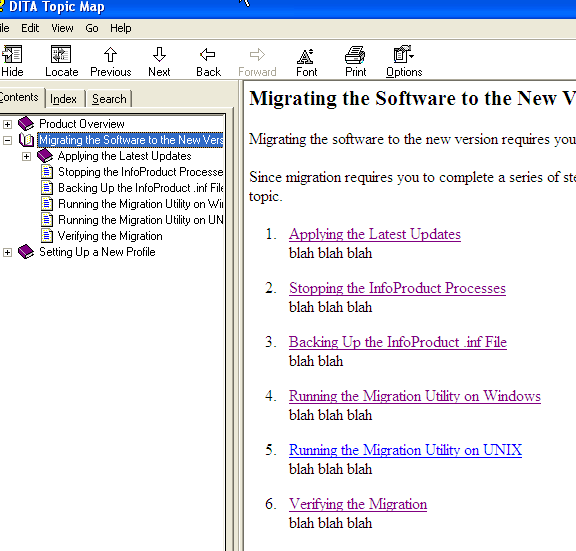 DITA Topic Map
File Edit View Go Help
Hide Locate Previous Next Back Forward Font Print Options
Contents Index Search
Product Overview
Migrating the Software to the New Vers
Applying the Latest Updates
Stopping the InfoProduct Processe
Backing Up the InfoProduct .inf File
Running the Migration Utility on Wir
Running the Migration Utility on UN
Verifying the Migration
Setting Up a New Profile
Migrating the Software to the New V
Migrating the software to the new version requires you
Since migration requires you to complete a series of ste
topic.
1. Applying the Latest Updates
blah blah blah
2. Stopping the InfoProduct Processes
blah blah blah
3. Backing Up the InfoProduct .inf File
blah blah
4. Running the Migration Utility on Windows
blah blah blah
5. Running the Migration Utility on UNIX
blah blah blah
6. Verifying the Migration
blah blah blah